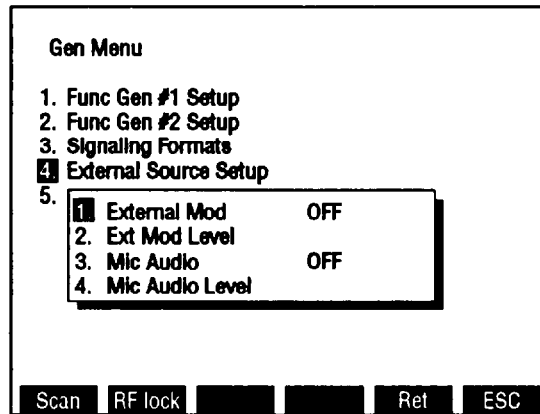 Gen Menu
1. Func Gen #1 Setup
2. Func Gen #2 Setup
3. Signaling Formats
4. External Source Setup
5.
1. External Mod OFF
2. Ext Mod Level
3. Mic Audio OFF
4. Mic Audio Level
Scan RF lock Ret ESC